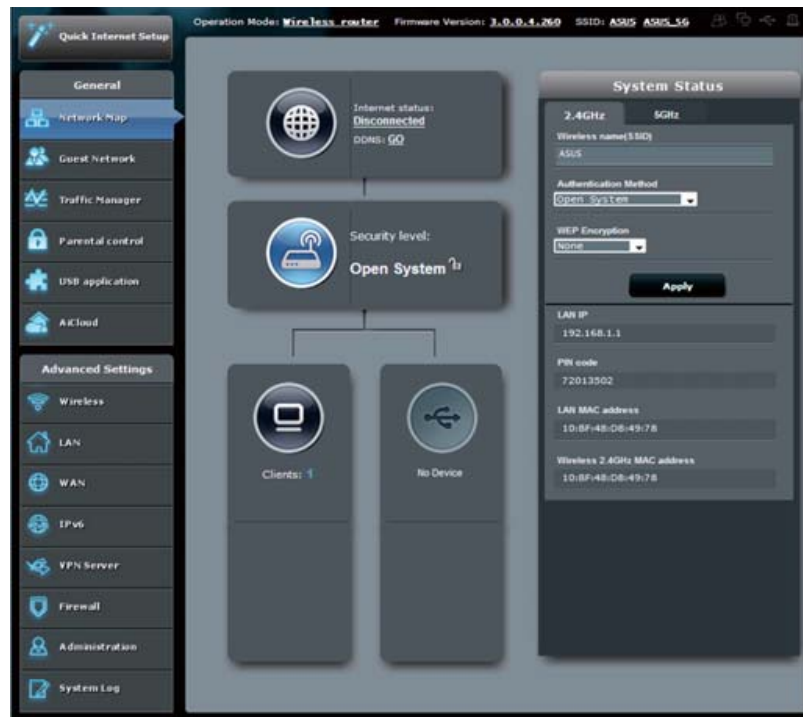 Quick Internet Setup
Operation Mode: Wireless router Firmware Version: 3.0.0.4.260 SSID: ASUS ASUS_5G
General
Network Map
Guest Network
Traffic Manager
Parental control
USB application
AiCloud
Advanced Settings
Wireless
LAN
WAN
IPv6
VPN Server
Firewall
Administration
System Log
Internet status:
Disconnected
DDNS: GO
Security level:
Open System
Clients: 1
No Device
System Status
2.4GHz 5GHz
Wireless name(SSID)
ASUS
Authentication Method
Open System
WEP Encryption
None
Apply
LAN IP
192.168.1.1
PIN code
72013502
LAN MAC address
10:BF:48:D8:49:78
Wireless 2.4GHz MAC address
10:BF:48:D8:49:78